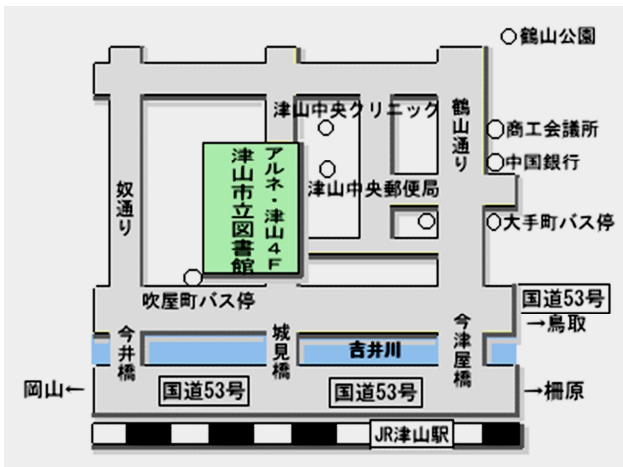 鶴山公園
津山中央クリニック
鶴山通り
商工会議所
中国銀行
アルネ・津山4F
津山市立図書館
津山中央郵便局
奴通り
大手町バス停
吹屋町バス停
国道53号
→鳥取
今井橋
城見橋
吉井川
今津屋橋
岡山←
国道53号
国道53号
→柵原
JR津山駅